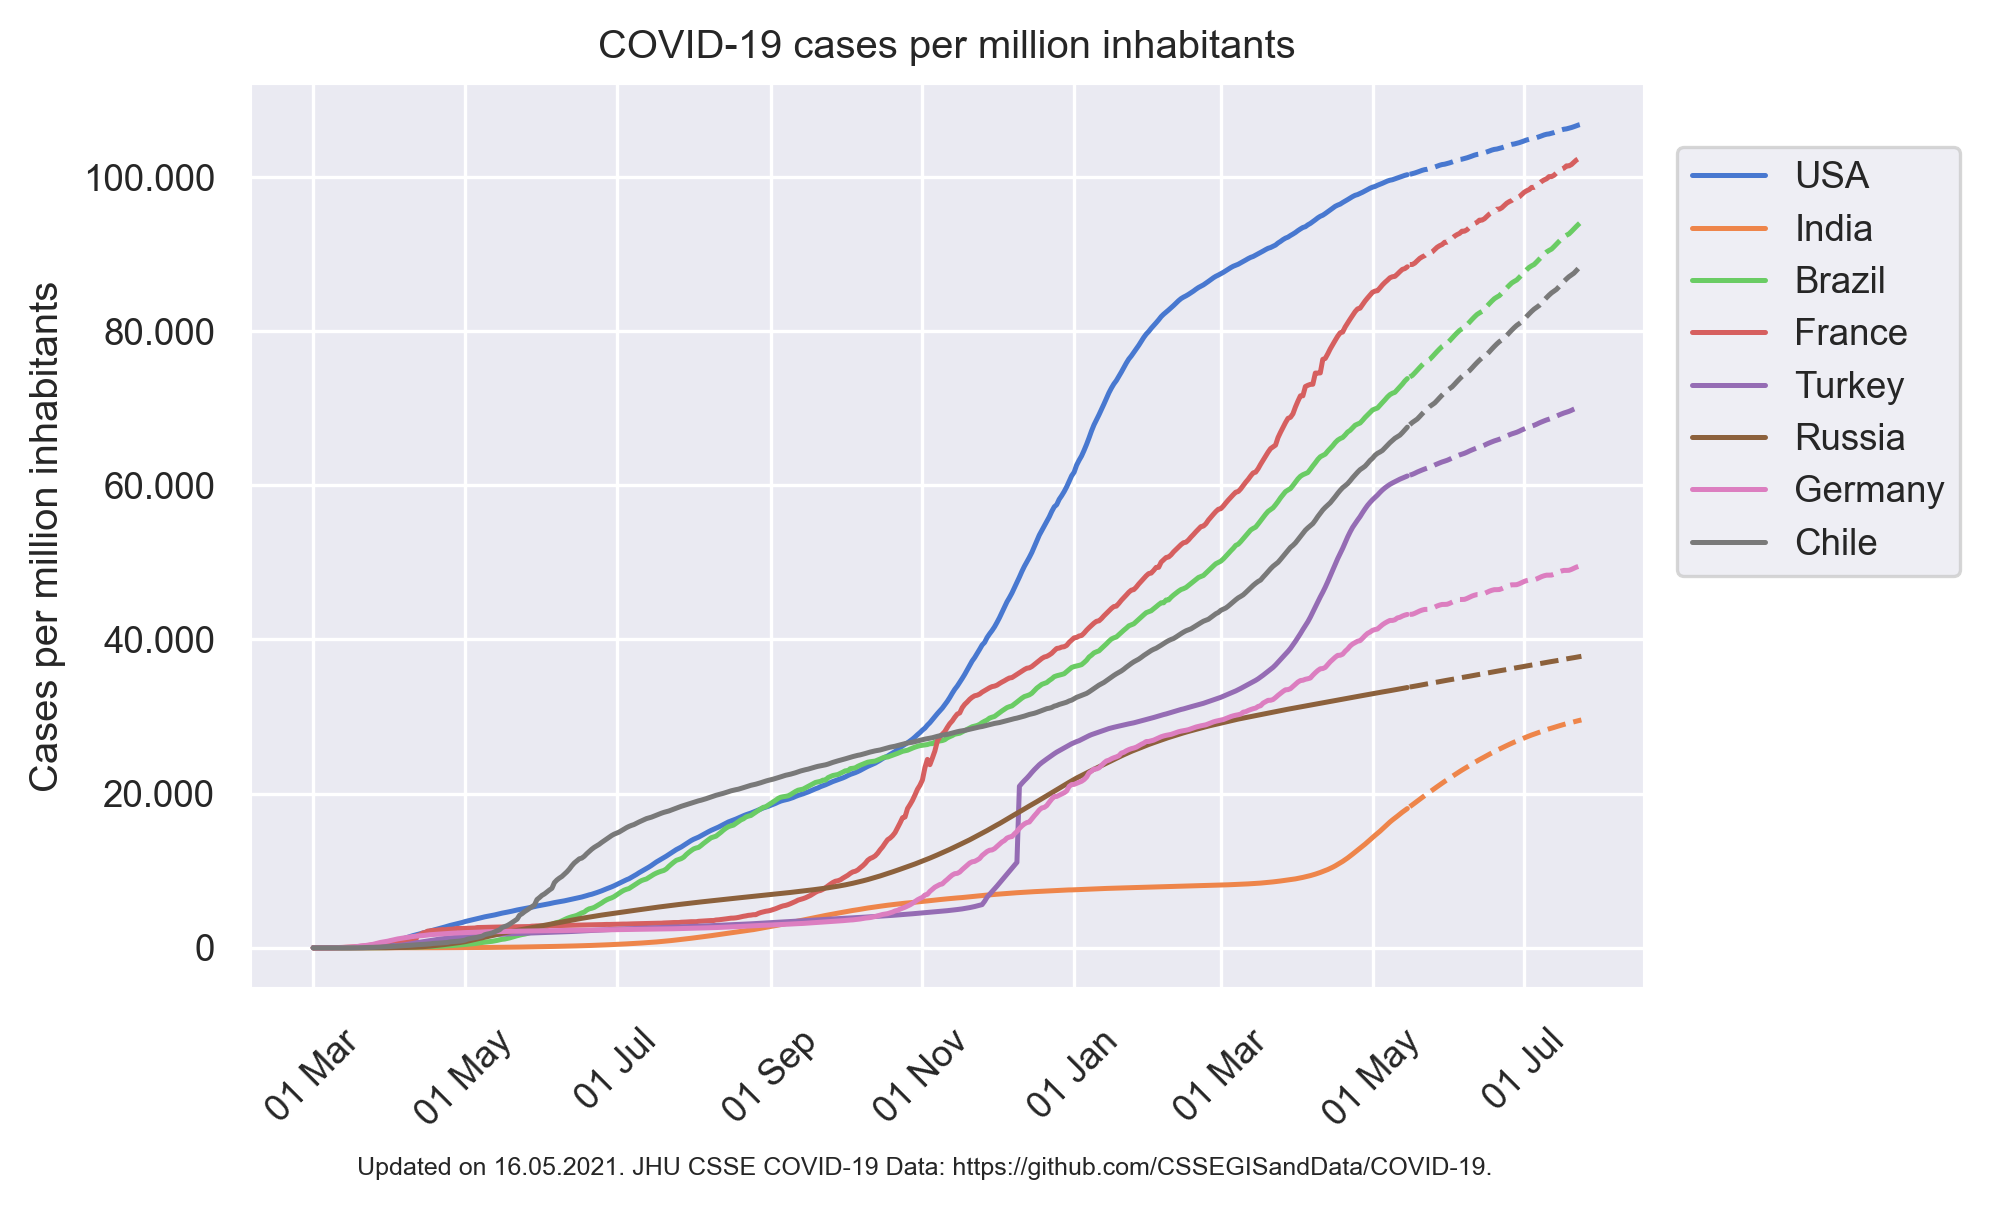 COVID-19 cases per million inhabitants
Cases per million inhabitants
100.000
80.000
60.000
40.000
20.000
0
01 Mar
01 May
01 Jul
01 Sep
01 Nov
01 Jan
01 Mar
01 May
01 Jul
USA
India
Brazil
France
Turkey
Russia
Germany
Chile
Updated on 16.05.2021. JHU CSSE COVID-19 Data: https://github.com/CSSEGISandData/COVID-19.